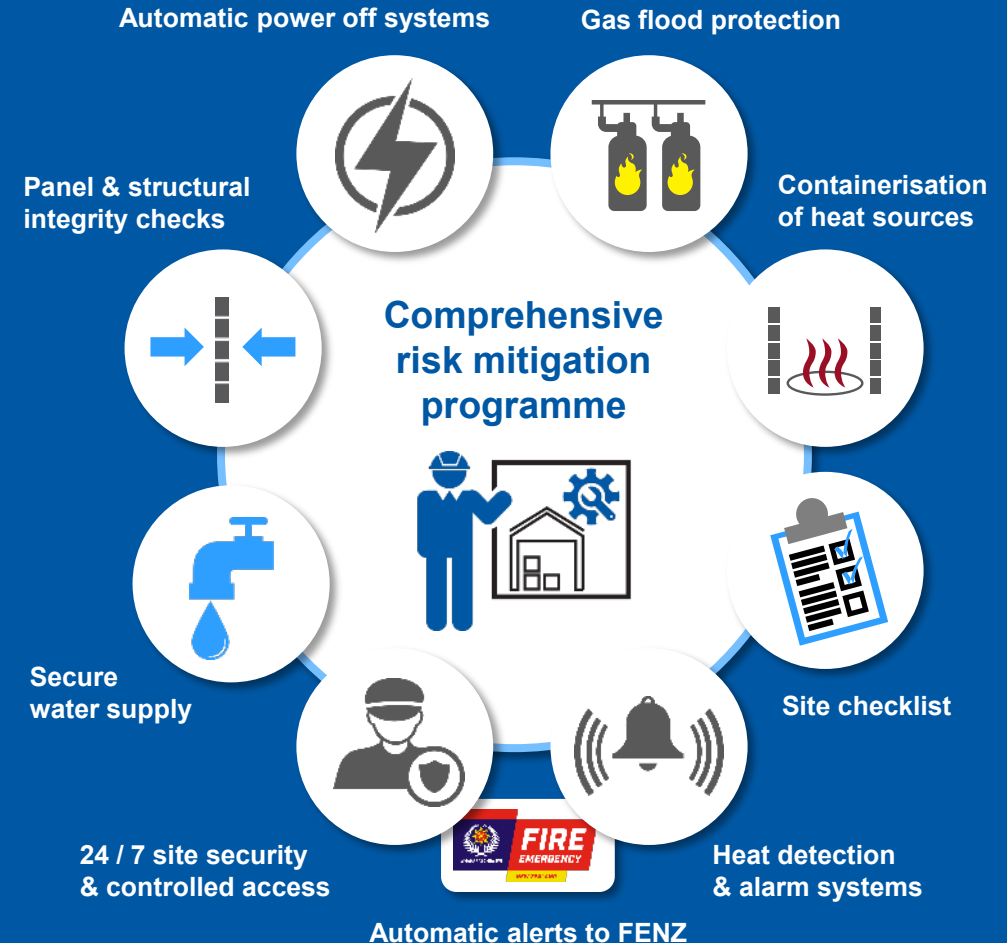 Automatic power off systems
Gas flood protection
Panel & structural
integrity checks
Containerisation
of heat sources
Comprehensive
risk mitigation
programme
Secure
water supply
Site checklist
24 / 7 site security
& controlled access
FIRE
EMERGENCY
NEW ZEALAND
Heat detection
& alarm systems
Automatic alerts to FENZ